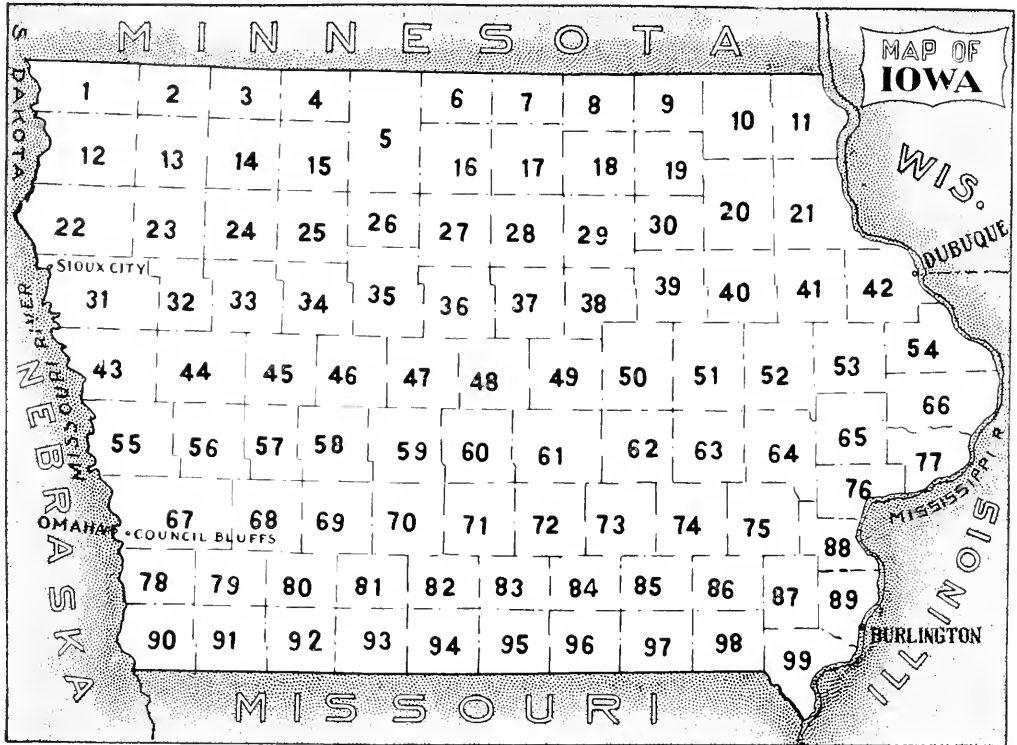 MINNESOTA
MAP OF
IOWA
S. DAKOTA
WIS.
1 2 3 4 5 6 7 8 9 10 11
12 13 14 15 16 17 18 19
20 21
22 23 24 25 26 27 28 29 30
DUBUQUE
SIOUX CITY
31 32 33 34 35 36 37 38 39 40 41 42
MISSOURI RIVER
NEBRASKA
43 44 45 46 47 48 49 50 51 52 53 54
55 56 57 58 59 60 61 62 63 64 65 66
77
76
MISSISSIPPI R
ILLINOIS
OMAHA
COUNCIL BLUFFS
67 68 69 70 71 72 73 74 75
88
78 79 80 81 82 83 84 85 86 87 89
BURLINGTON
90 91 92 93 94 95 96 97 98 99
MISSOURI